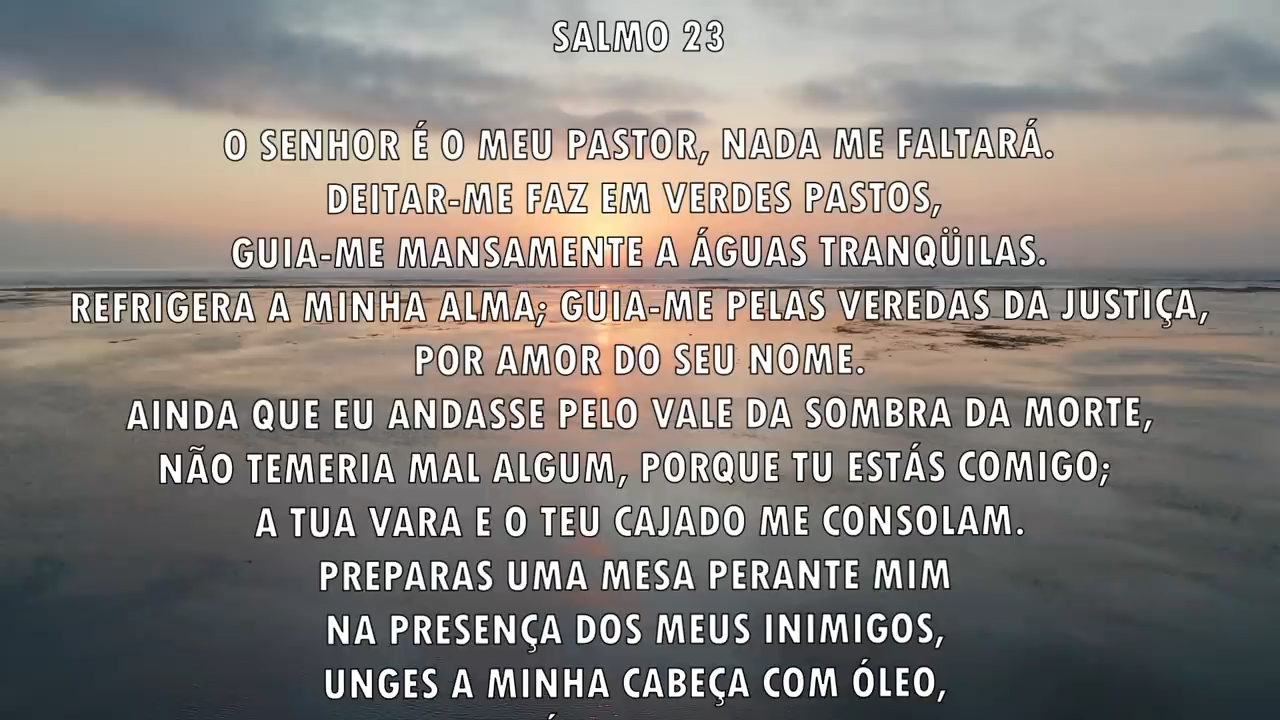 SALMO 23
O SENHOR É O MEU PASTOR, NADA ME FALTARÁ.
DEITAR-ME FAZ EM VERDES PASTOS,
GUIA-ME MANSAMENTE A ÁGUAS TRANQÜILAS.
REFRIGERA A MINHA ALMA; GUIA-ME PELAS VEREDAS DA JUSTIÇA,
POR AMOR DO SEU NOME.
AINDA QUE EU ANDASSE PELO VALE DA SOMBRA DA MORTE,
NÃO TEMERIA MAL ALGUM, PORQUE TU ESTÁS COMIGO;
A TUA VARA E O TEU CAJADO ME CONSOLAM.
PREPARAS UMA MESA PERANTE MIM
NA PRESENÇA DOS MEUS INIMIGOS,
UNGES A MINHA CABEÇA COM ÓLEO,